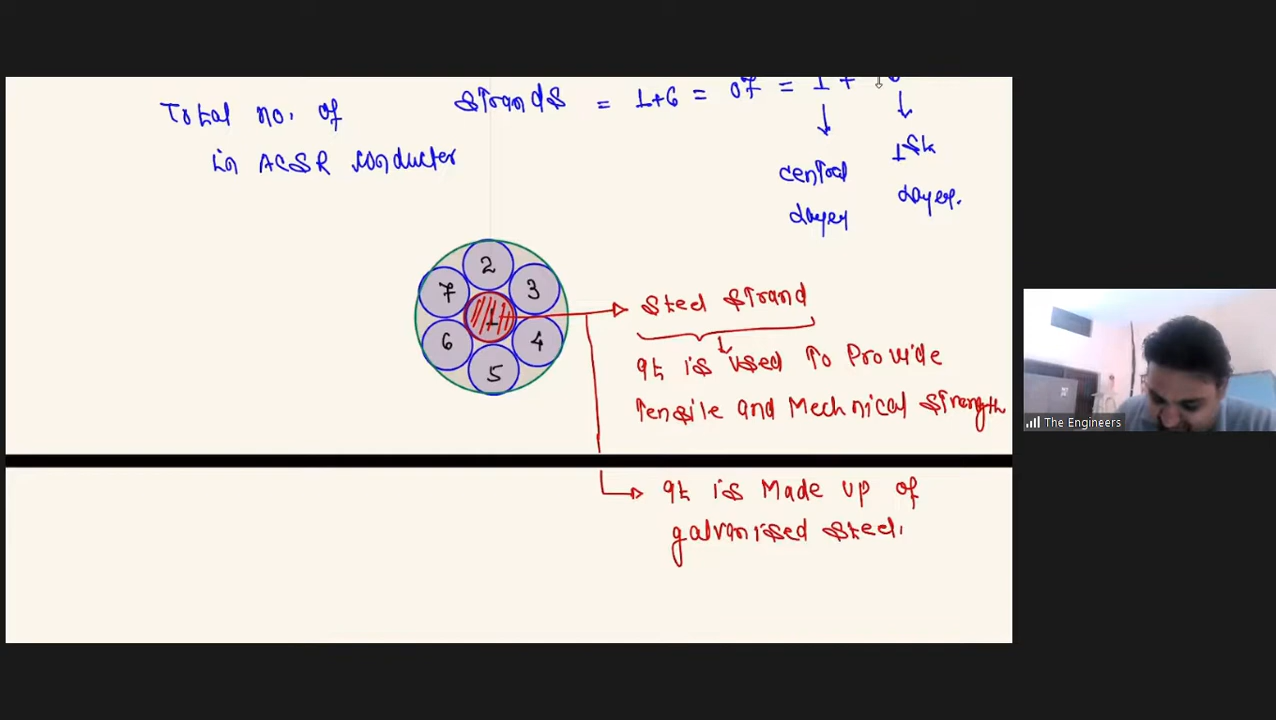 Total no. of strands = 1+6 = 07 = 1 +
in ACSR conductor
central layer
1st layer.
2
7
3
1
6
4
5
Steel strand
It is used To Provide
Tensile and Mechnical strength
It is Made up of
galvanised steel.
The Engineers